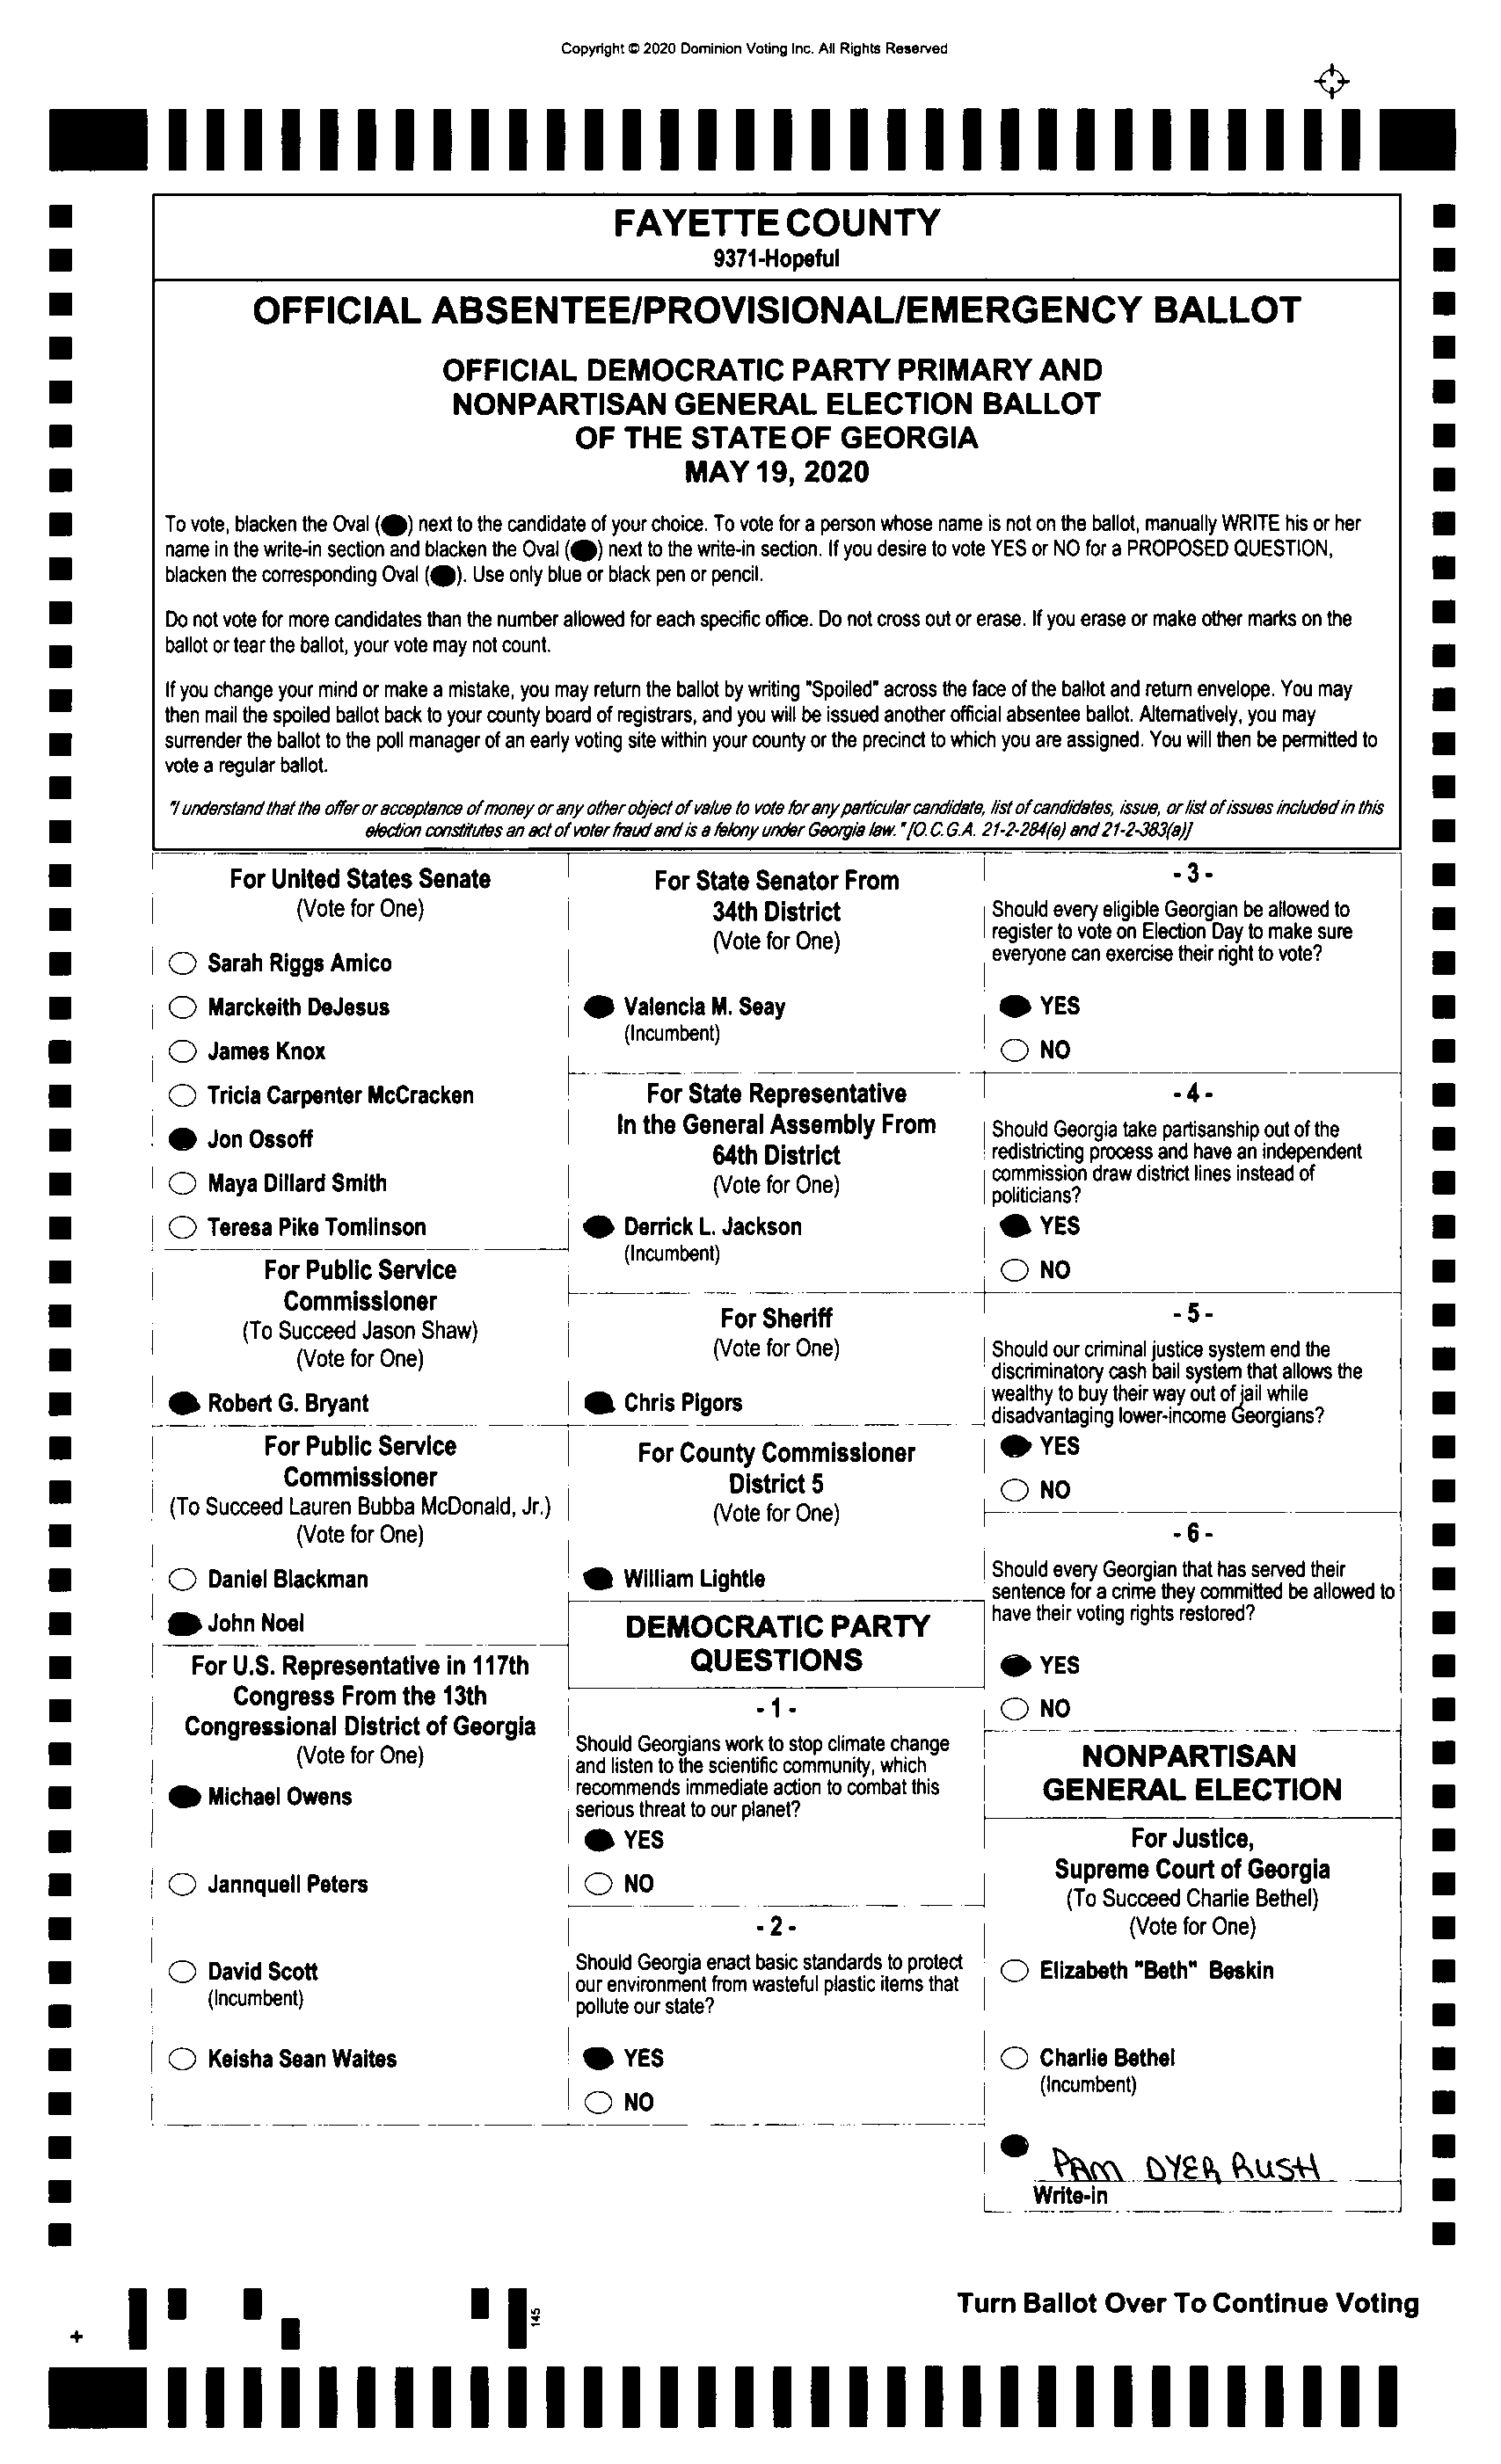 Copyright © 2020 Dominion Voting Inc. All Rights Reserved
FAYETTE COUNTY
9371-Hopeful
OFFICIAL ABSENTEE/PROVISIONAL/EMERGENCY BALLOT
OFFICIAL DEMOCRATIC PARTY PRIMARY AND
NONPARTISAN GENERAL ELECTION BALLOT
OF THE STATE OF GEORGIA
MAY 19, 2020
To vote, blacken the Oval (⬬) next to the candidate of your choice. To vote for a person whose name is not on the ballot, manually WRITE his or her
name in the write-in section and blacken the Oval (⬬) next to the write-in section. If you desire to vote YES or NO for a PROPOSED QUESTION,
blacken the corresponding Oval (⬬). Use only blue or black pen or pencil.
Do not vote for more candidates than the number allowed for each specific office. Do not cross out or erase. If you erase or make other marks on the
ballot or tear the ballot, your vote may not count.
If you change your mind or make a mistake, you may return the ballot by writing "Spoiled" across the face of the ballot and return envelope. You may
then mail the spoiled ballot back to your county board of registrars, and you will be issued another official absentee ballot. Alternatively, you may
surrender the ballot to the poll manager of an early voting site within your county or the precinct to which you are assigned. You will then be permitted to
vote a regular ballot.
"I understand that the offer or acceptance of money or any other object of value to vote for any particular candidate, list of candidates, issue, or list of issues included in this
election constitutes an act of voter fraud and is a felony under Georgia law." [O.C.G.A. 21-2-284(e) and 21-2-383(a)]
For United States Senate
(Vote for One)
Sarah Riggs Amico
Marckeith DeJesus
James Knox
Tricia Carpenter McCracken
Jon Ossoff
Maya Dillard Smith
Teresa Pike Tomlinson
For Public Service
Commissioner
(To Succeed Jason Shaw)
(Vote for One)
Robert G. Bryant
For Public Service
Commissioner
(To Succeed Lauren Bubba McDonald, Jr.)
(Vote for One)
Daniel Blackman
John Noel
For U.S. Representative in 117th
Congress From the 13th
Congressional District of Georgia
(Vote for One)
Michael Owens
Jannquell Peters
David Scott
(Incumbent)
Keisha Sean Waites
For State Senator From
34th District
(Vote for One)
Valencia M. Seay
(Incumbent)
For State Representative
In the General Assembly From
64th District
(Vote for One)
Derrick L. Jackson
(Incumbent)
For Sheriff
(Vote for One)
Chris Pigors
For County Commissioner
District 5
(Vote for One)
William Lightle
DEMOCRATIC PARTY
QUESTIONS
- 1 -
Should Georgians work to stop climate change
and listen to the scientific community, which
recommends immediate action to combat this
serious threat to our planet?
YES
NO
- 2 -
Should Georgia enact basic standards to protect
our environment from wasteful plastic items that
pollute our state?
YES
NO
- 3 -
Should every eligible Georgian be allowed to
register to vote on Election Day to make sure
everyone can exercise their right to vote?
YES
NO
- 4 -
Should Georgia take partisanship out of the
redistricting process and have an independent
commission draw district lines instead of
politicians?
YES
NO
- 5 -
Should our criminal justice system end the
discriminatory cash bail system that allows the
wealthy to buy their way out of jail while
disadvantaging lower-income Georgians?
YES
NO
- 6 -
Should every Georgian that has served their
sentence for a crime they committed be allowed to
have their voting rights restored?
YES
NO
NONPARTISAN
GENERAL ELECTION
For Justice,
Supreme Court of Georgia
(To Succeed Charlie Bethel)
(Vote for One)
Elizabeth "Beth" Beskin
Charlie Bethel
(Incumbent)
PAM DYER RUSH
Write-in
Turn Ballot Over To Continue Voting
145